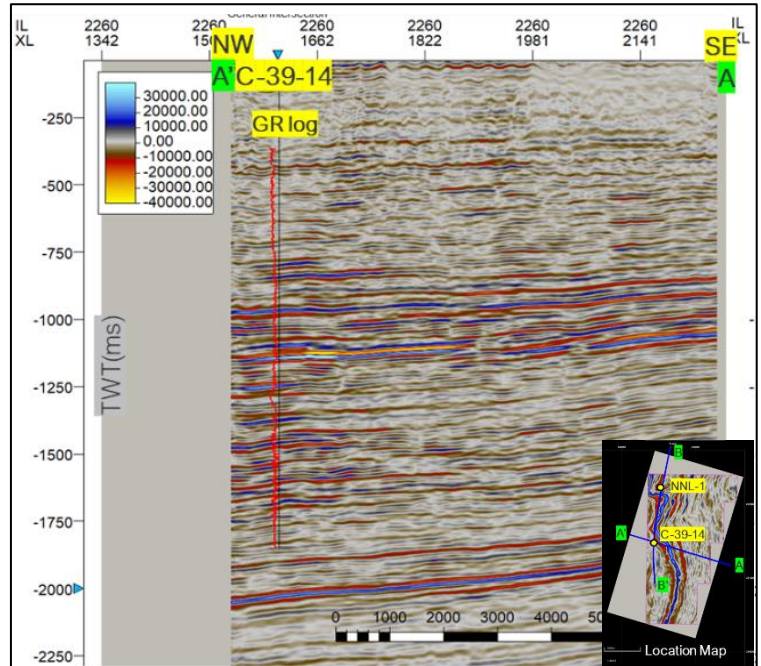 General Intersection
IL 2260 2260 2260 2260 2260 2260 IL
XL 1342 1662 1822 1981 2141 XL
NW SE
A' C-39-14 A
GR log
30000.00
20000.00
10000.00
0.00
-10000.00
-20000.00
-30000.00
-40000.00
-250
-500
-750
-1000
-1250
-1500
-1750
-2000
-2250
TWT(ms)
0 1000 2000 3000 4000
B
NNL-1
A' C-39-14
A
B'
Location Map